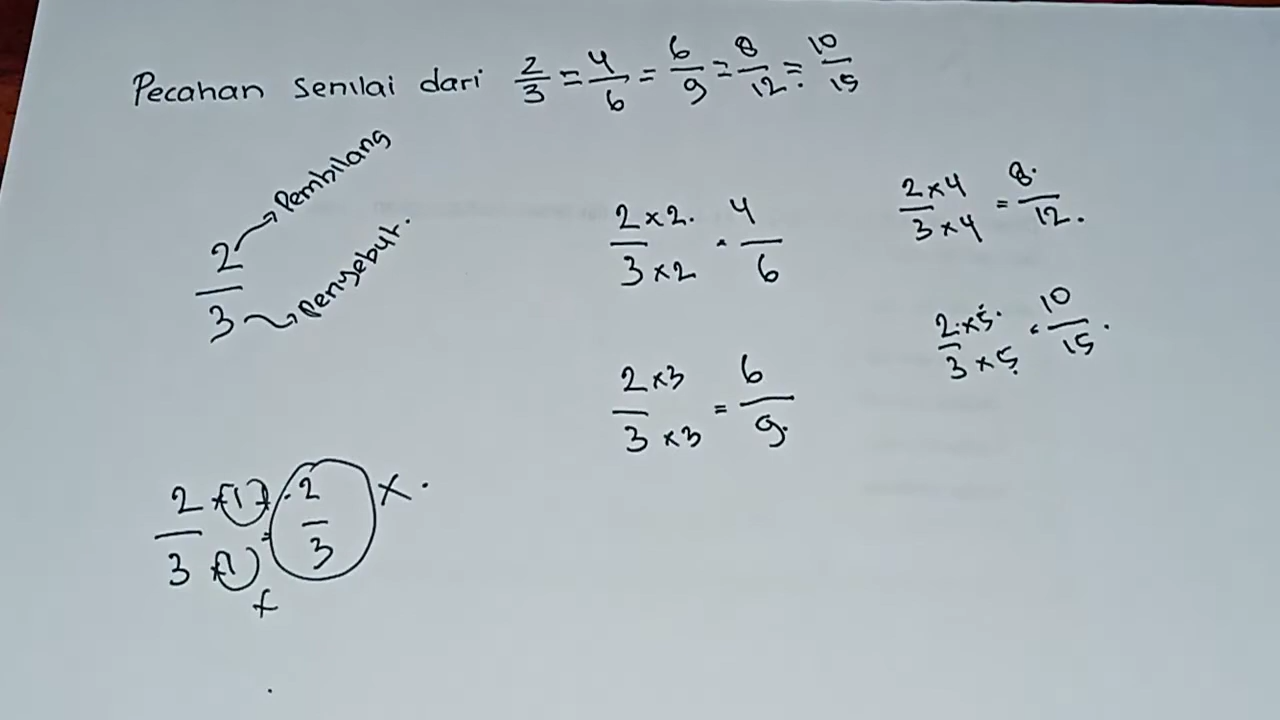 Pecahan senilai dari 2/3 = 4/6 = 6/9 = 8/12 = 10/15
2/3
Pembilang
Penyebut.
2 x 2 / 3 x 2 = 4/6
2 x 3 / 3 x 3 = 6/9
2 x 4 / 3 x 4 = 8/12
2 x 5 / 3 x 5 = 10/15
2 x 1 / 3 x 1 = 2/3 X
x